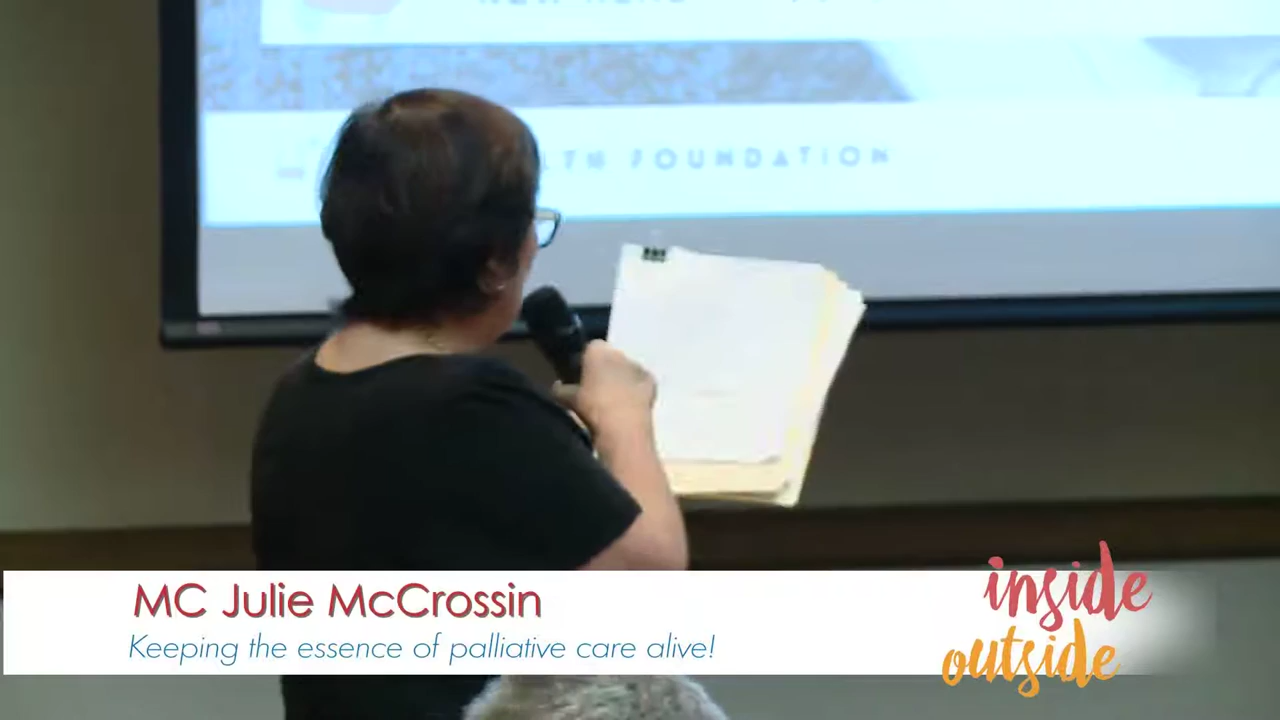 FOUNDATION
MC Julie McCrossin
Keeping the essence of palliative care alive!
inside
outside